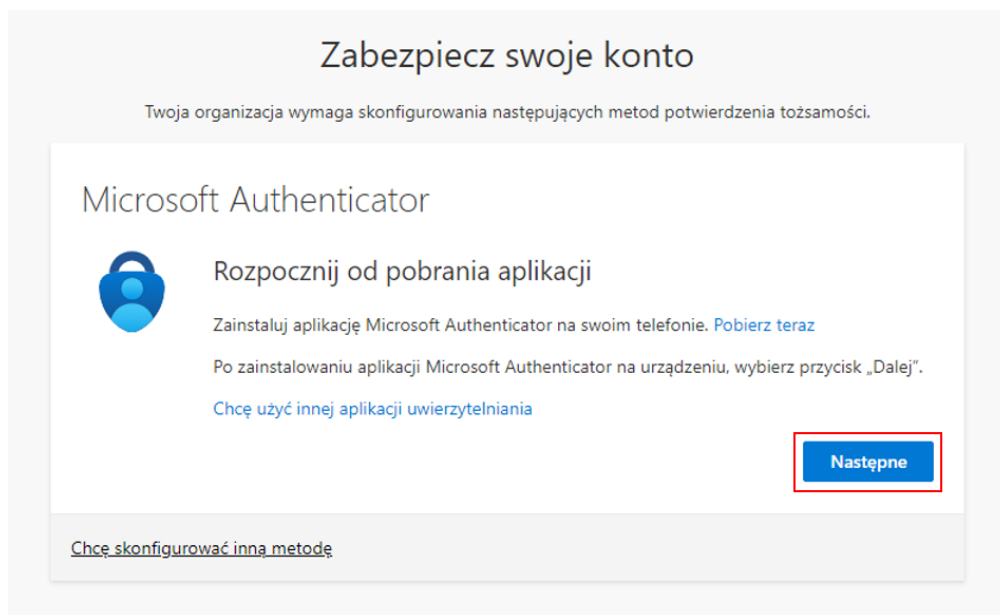 Zabezpiecz swoje konto
Twoja organizacja wymaga skonfigurowania następujących metod potwierdzenia tożsamości.
Microsoft Authenticator
Rozpocznij od pobrania aplikacji
Zainstaluj aplikację Microsoft Authenticator na swoim telefonie. Pobierz teraz
Po zainstalowaniu aplikacji Microsoft Authenticator na urządzeniu, wybierz przycisk „Dalej”.
Chcę użyć innej aplikacji uwierzytelniania
Następne
Chcę skonfigurować inną metodę